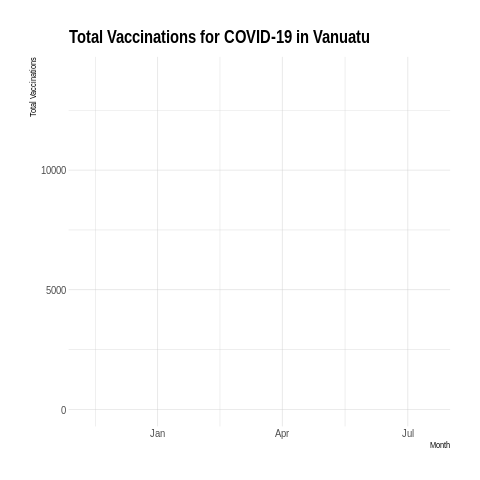 Total Vaccinations for COVID-19 in Vanuatu
Total Vaccinations
10000
5000
0
Jan Apr Jul
Month